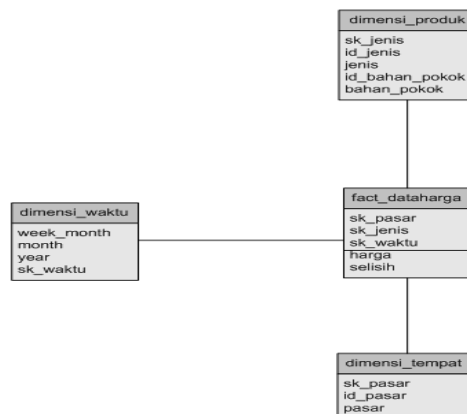 dimensi_produk
sk_jenis
id_jenis
jenis
id_bahan_pokok
bahan_pokok
dimensi_waktu
week_month
month
year
sk_waktu
fact_dataharga
sk_pasar
sk_jenis
sk_waktu
harga
selisih
dimensi_tempat
sk_pasar
id_pasar
pasar